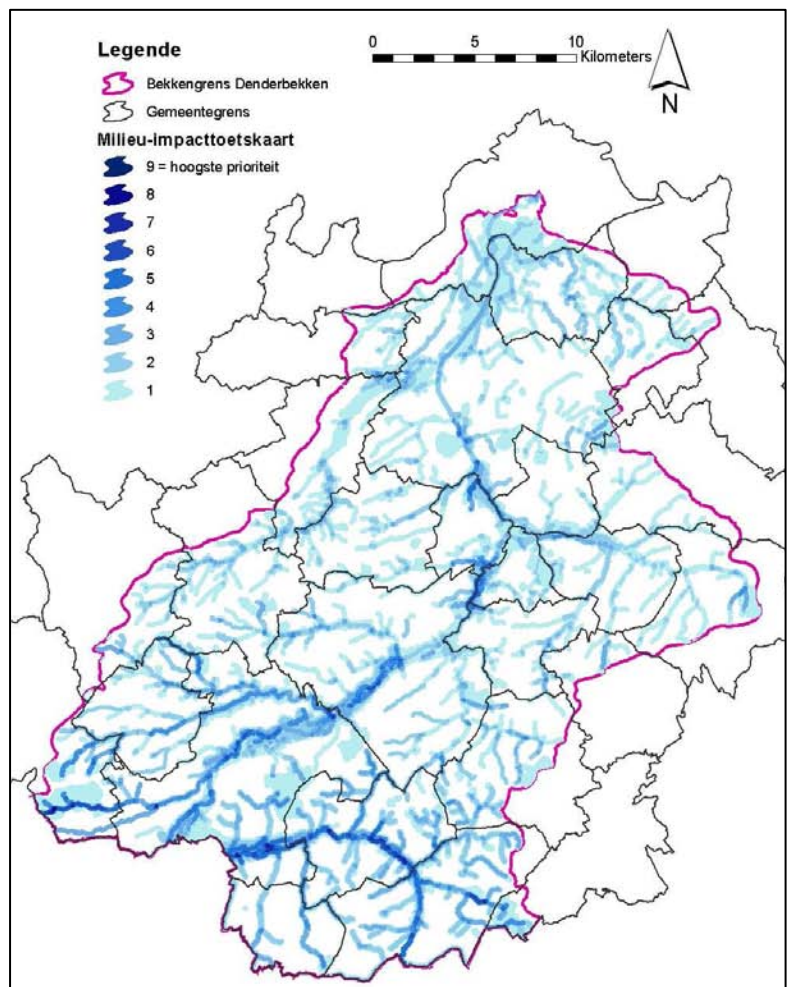 Legende
Bekkengrens Denderbekken
Gemeentegrens
Milieu-impacttoetskaart
9 = hoogste prioriteit
8
7
6
5
4
3
2
1
0 5 10
Kilometers
N